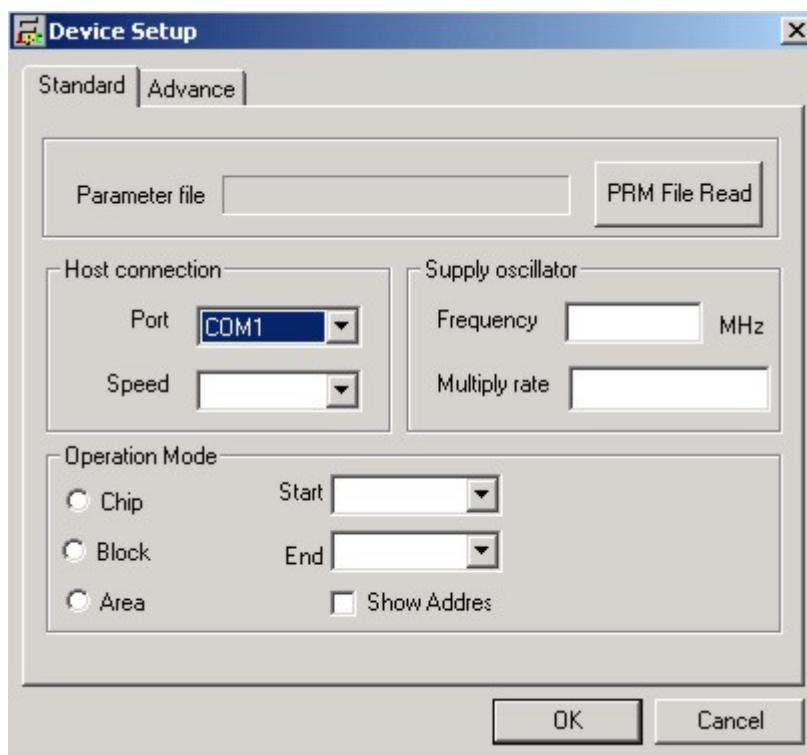 Device Setup
Standard
Advance
Parameter file
PRM File Read
Host connection
Port
COM1
Speed
Supply oscillator
Frequency
MHz
Multiply rate
Operation Mode
Chip
Start
Block
End
Area
Show Addres
OK
Cancel